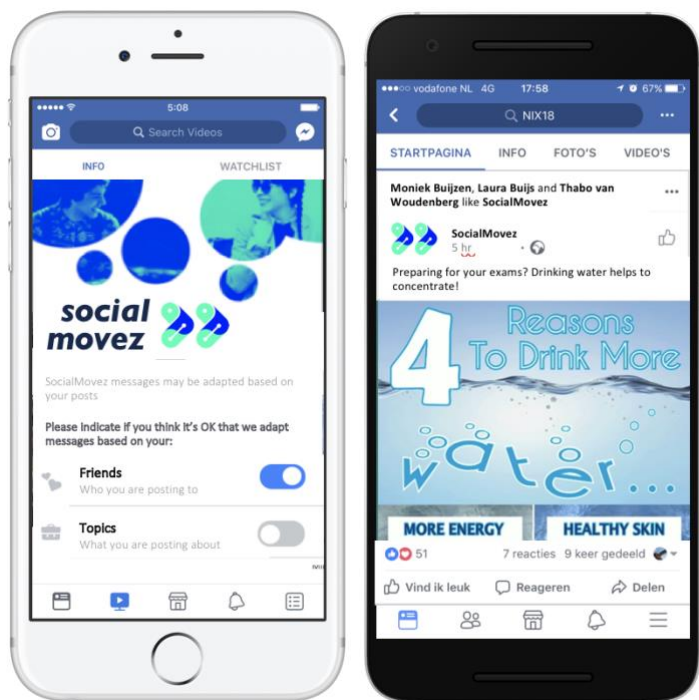 5:08
Search Videos
INFO
WATCHLIST
social
movez
SocialMovez messages may be adapted based on
your posts
Please indicate if you think it's OK that we adapt
messages based on your:
Friends
Who you are posting to
Topics
What you are posting about
vodafone NL 4G 17:58 67%
NIX18
STARTPAGINA INFO FOTO'S VIDEO'S
Moniek Buijzen, Laura Buijs and Thabo van
Woudenberg like SocialMovez
SocialMovez
5 hr
Preparing for your exams? Drinking water helps to
concentrate!
4 Reasons
To Drink More
water...
MORE ENERGY
HEALTHY SKIN
51 7 reacties 9 keer gedeeld
Vind ik leuk Reageren Delen